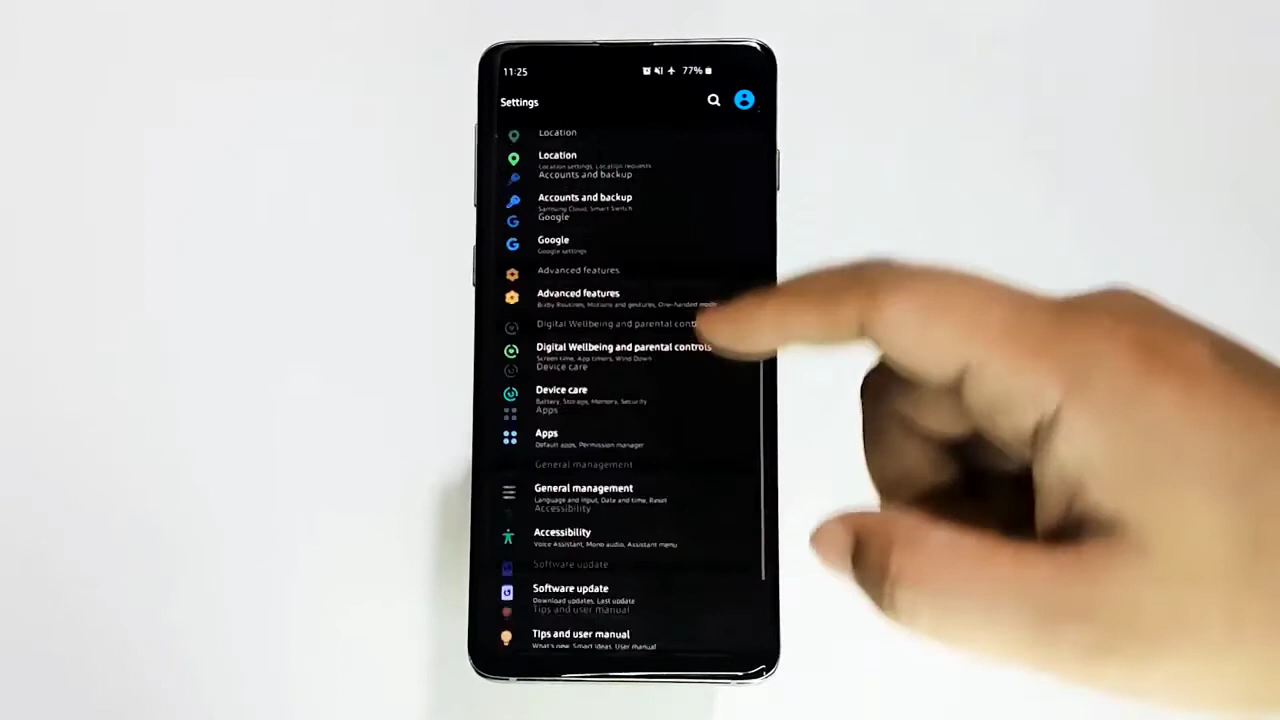 11:25
77%
Settings
Location
Location
Location settings, Location requests
Accounts and backup
Accounts and backup
Samsung Cloud, Smart Switch
Google
Google
Google settings
Advanced features
Advanced features
Bixby Routines, Motions and gestures, One-handed mode
Digital Wellbeing and parental cont
Digital Wellbeing and parental controls
Screen time, App timers, Wind Down
Device care
Device care
Battery, Storage, Memory, Security
Apps
Apps
Default apps, Permission manager
General management
General management
Language and input, Date and time, Reset
Accessibility
Accessibility
Voice Assistant, Mono audio, Assistant menu
Software update
Software update
Download updates, Last update
Tips and user manual
Tips and user manual
What's new, Smart ideas, User manual